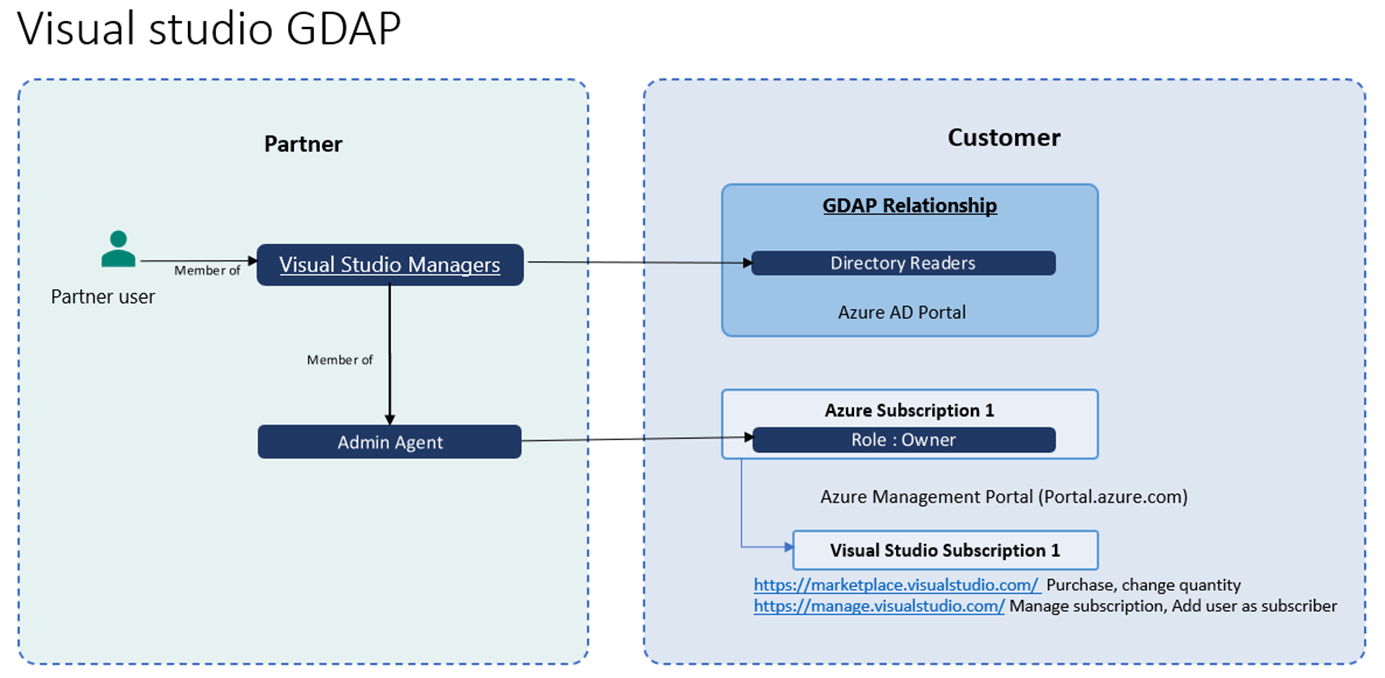 Visual studio GDAP
Partner
Partner user
Member of
Visual Studio Managers
Member of
Admin Agent
Customer
GDAP Relationship
Directory Readers
Azure AD Portal
Azure Subscription 1
Role : Owner
Azure Management Portal (Portal.azure.com)
Visual Studio Subscription 1
https://marketplace.visualstudio.com/ Purchase, change quantity
https://manage.visualstudio.com/ Manage subscription, Add user as subscriber